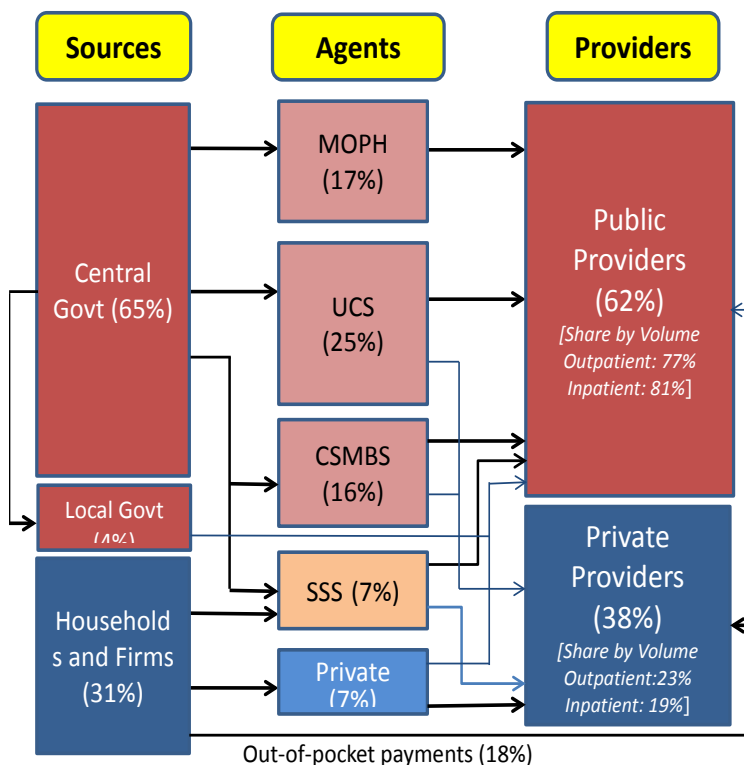 Sources
Agents
Providers
Central
Govt (65%)
Local Govt
(4%)
Household
s and Firms
(31%)
MOPH
(17%)
UCS
(25%)
CSMBS
(16%)
SSS (7%)
Private
(7%)
Public
Providers
(62%)
[Share by Volume
Outpatient: 77%
Inpatient: 81%]
Private
Providers
(38%)
[Share by Volume
Outpatient:23%
Inpatient: 19%]
Out-of-pocket payments (18%)